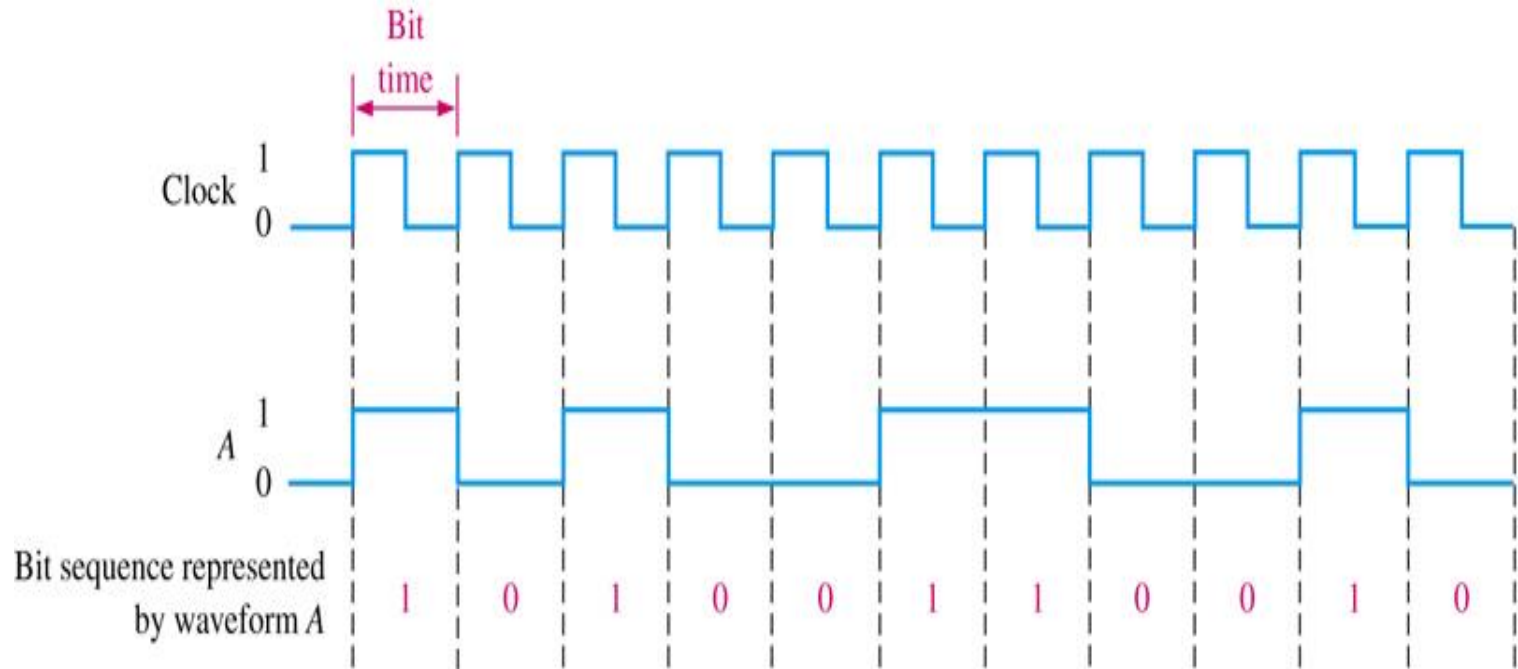 Bit
time
1
Clock
0
1
A
0
Bit sequence represented
by waveform A
1 0 1 0 0 1 1 0 0 1 0